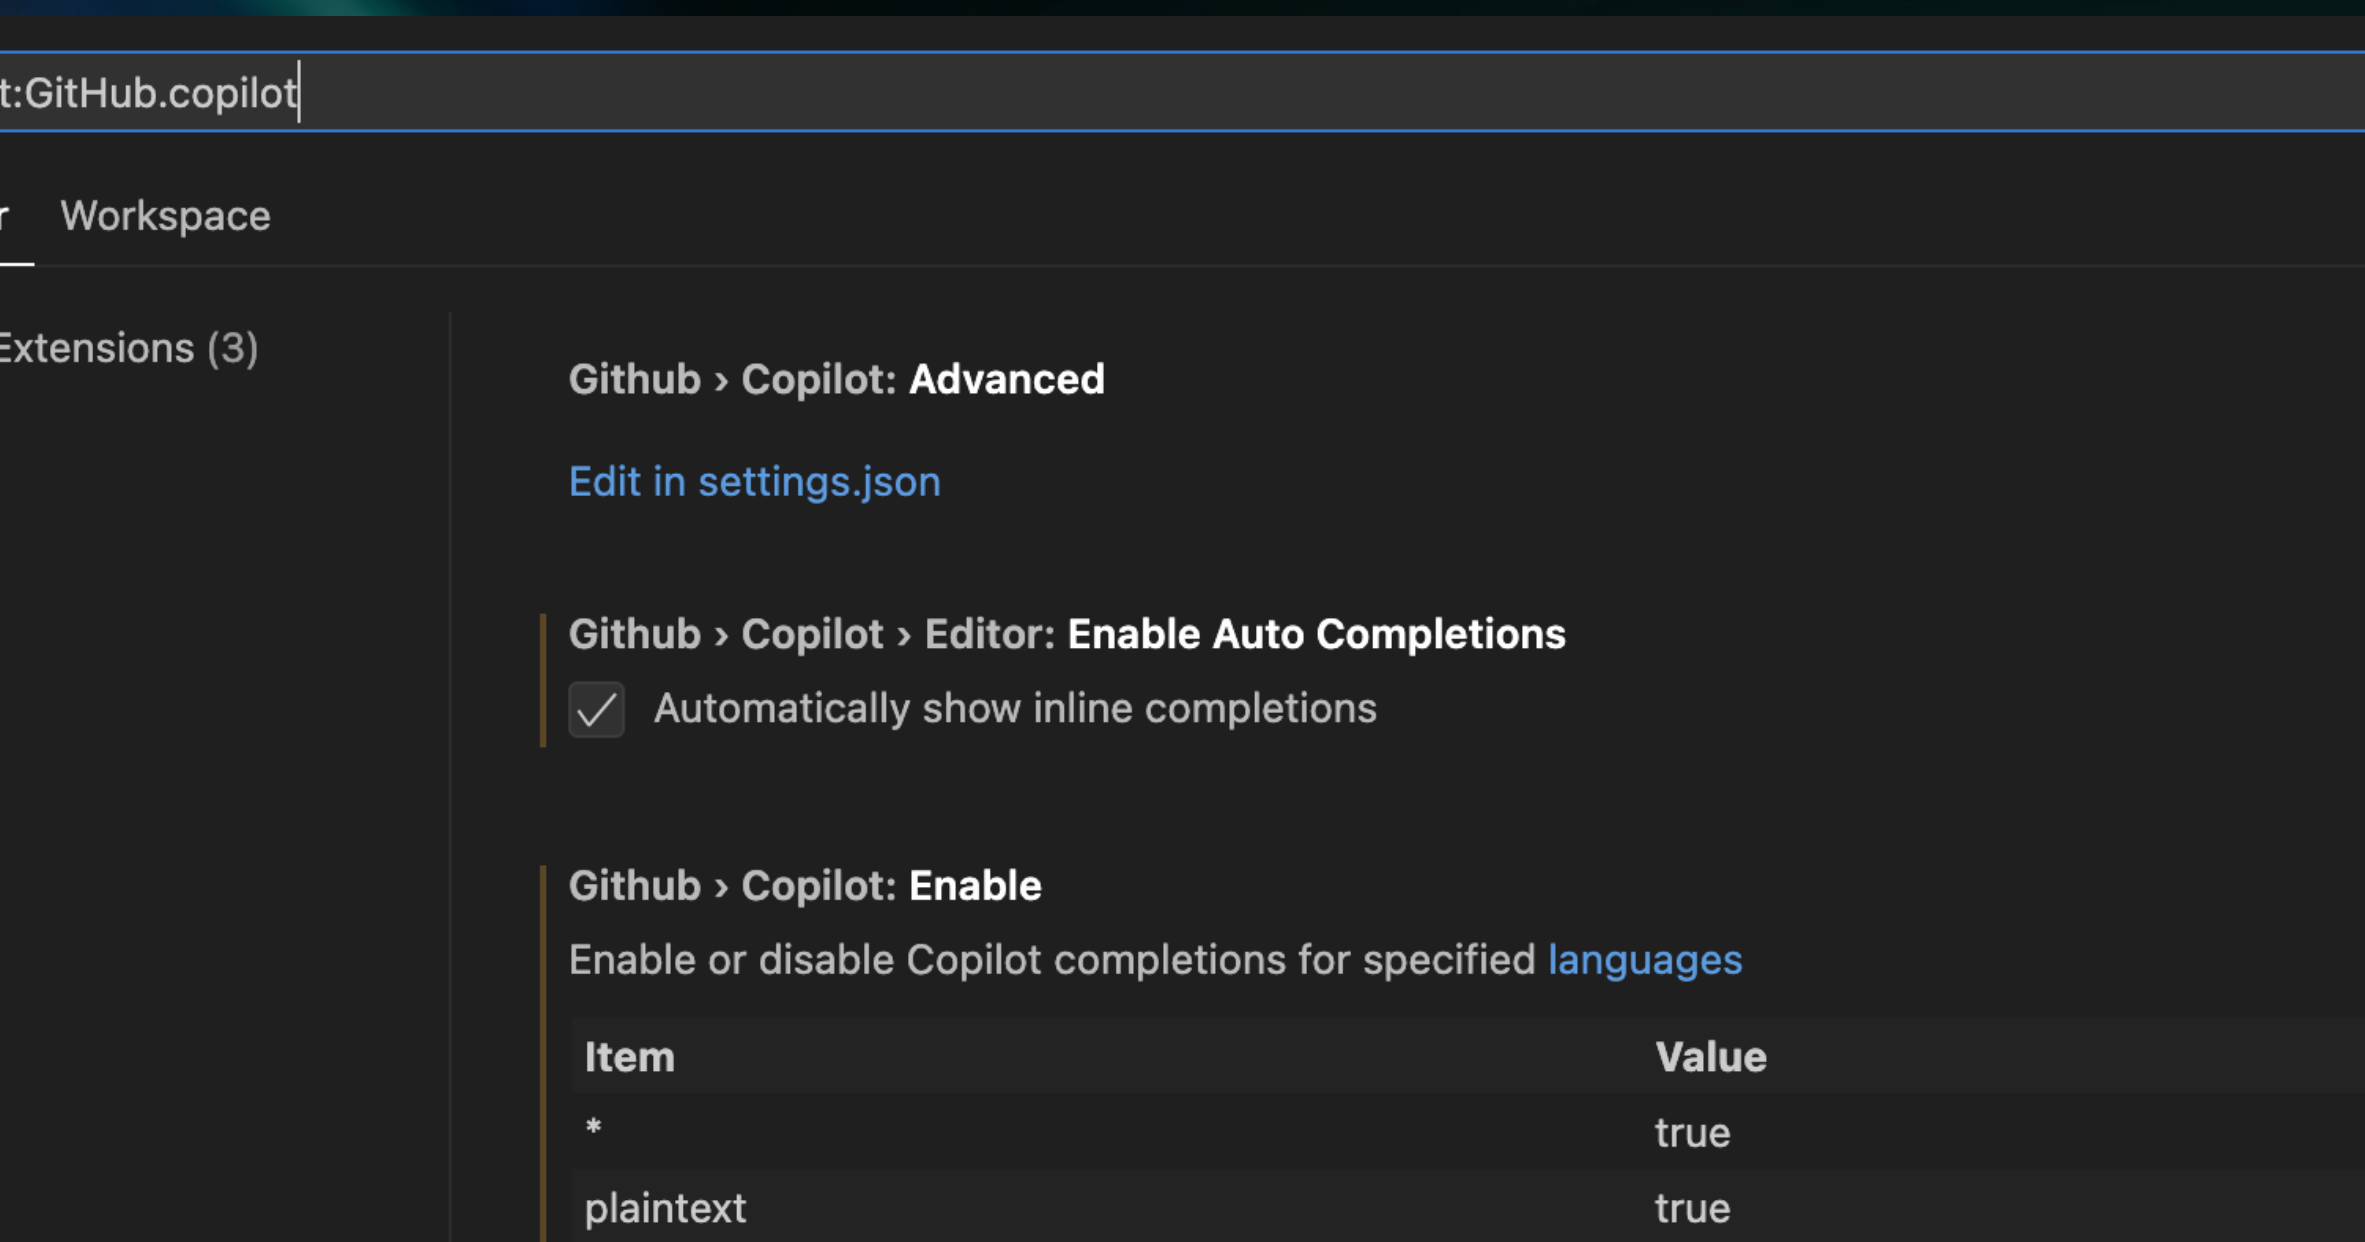 t:GitHub.copilot
r Workspace
Extensions (3)
Github › Copilot: Advanced
Edit in settings.json
Github › Copilot › Editor: Enable Auto Completions
Automatically show inline completions
Github › Copilot: Enable
Enable or disable Copilot completions for specified languages
Item Value
* true
plaintext true